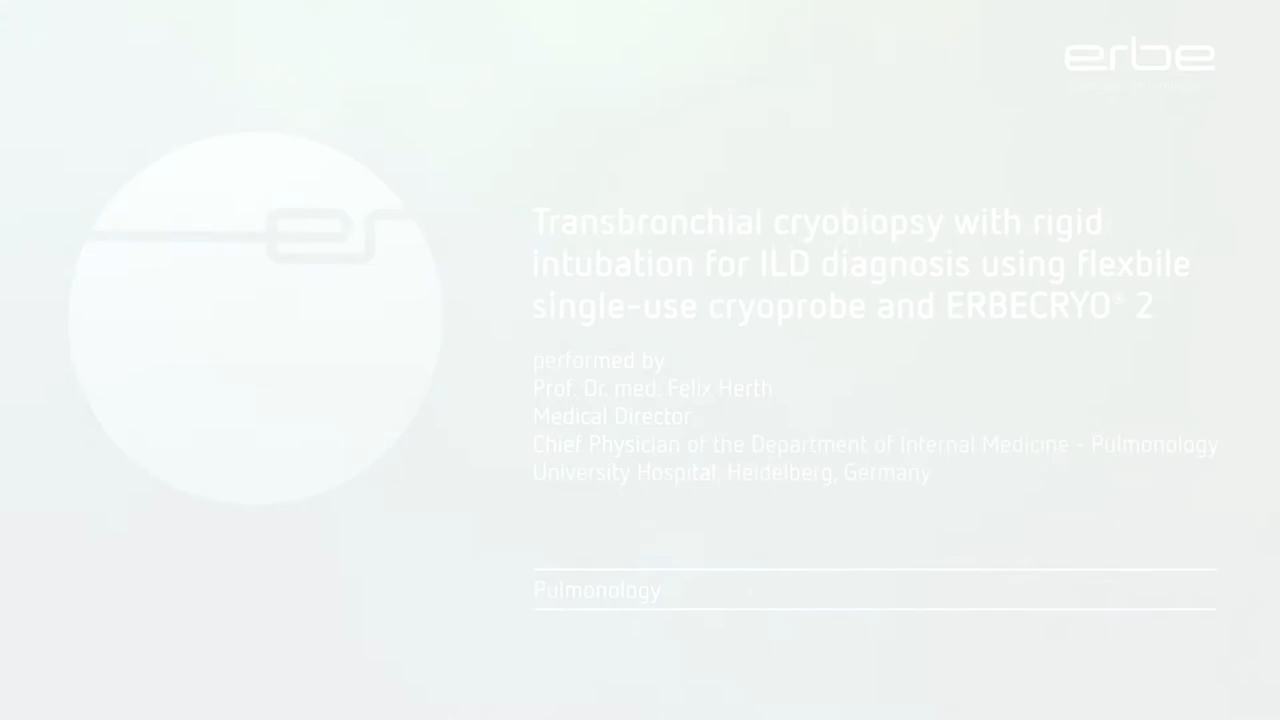 erbe
er
Transbronchial cryobiopsy with rigid
intubation for ILD diagnosis using flexbile
single-use cryoprobe and ERBECRYO® 2
performed by
Prof. Dr. med. Felix Herth
Medical Director
Chief Physician of the Department of Internal Medicine - Pulmonology
University Hospital, Heidelberg, Germany
Pulmonology